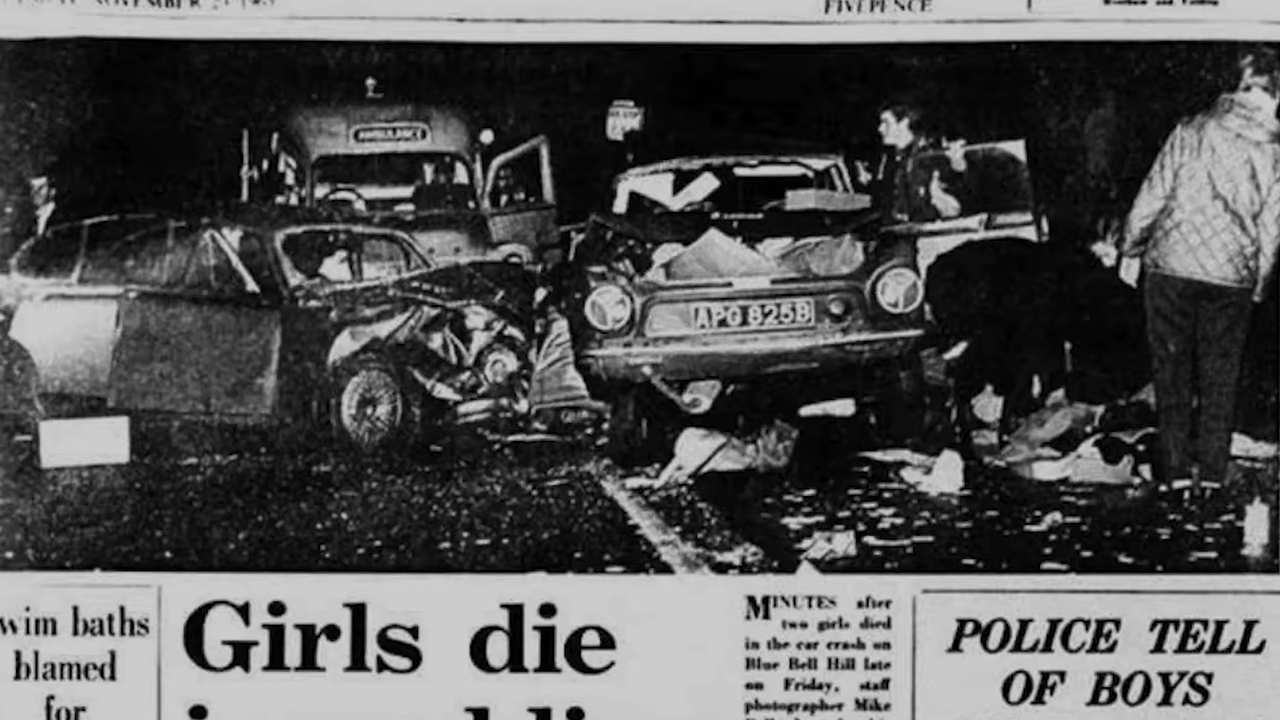 NOVEMBER
FIVEPENCE
AMBULANCE
APG 825B
wim baths
blamed
for
Girls die
MINUTES after
two girls died
in the car crash on
Blue Bell Hill late
on Friday, staff
photographer Mike
POLICE TELL
OF BOYS